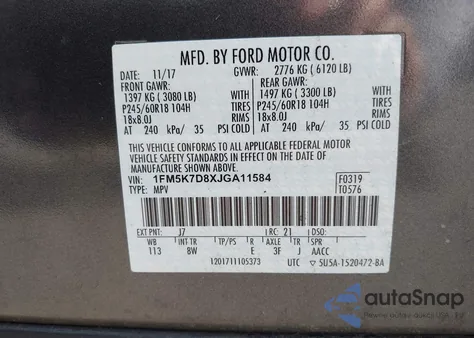 MFD. BY FORD MOTOR CO.
DATE: 11/17 GVWR: 2776 KG ( 6120 LB)
FRONT GAWR: REAR GAWR:
1397 KG ( 3080 LB) 1497 KG ( 3300 LB)
P245/60R18 104H TIRES P245/60R18 104H TIRES
18x8.0J RIMS 18x8.0J RIMS
AT 240 kPa/ 35 PSI COLD AT 240 kPa/ 35 PSI COLD
THIS VEHICLE CONFORMS TO ALL APPLICABLE FEDERAL MOTOR
VEHICLE SAFETY STANDARDS IN EFFECT ON THE DATE OF
MANUFACTURE SHOWN ABOVE.
VIN: 1FM5K7D8XJGA11584 F0319
TYPE: MPV T0576
EXT PNT: J7 RC: 21 DSO:
WB INT TR TP/PS R AXLE TR SPR
113 8W E 3F J AACC
1201711105373 UTC 5U5A-1520472-BA
autoSnap